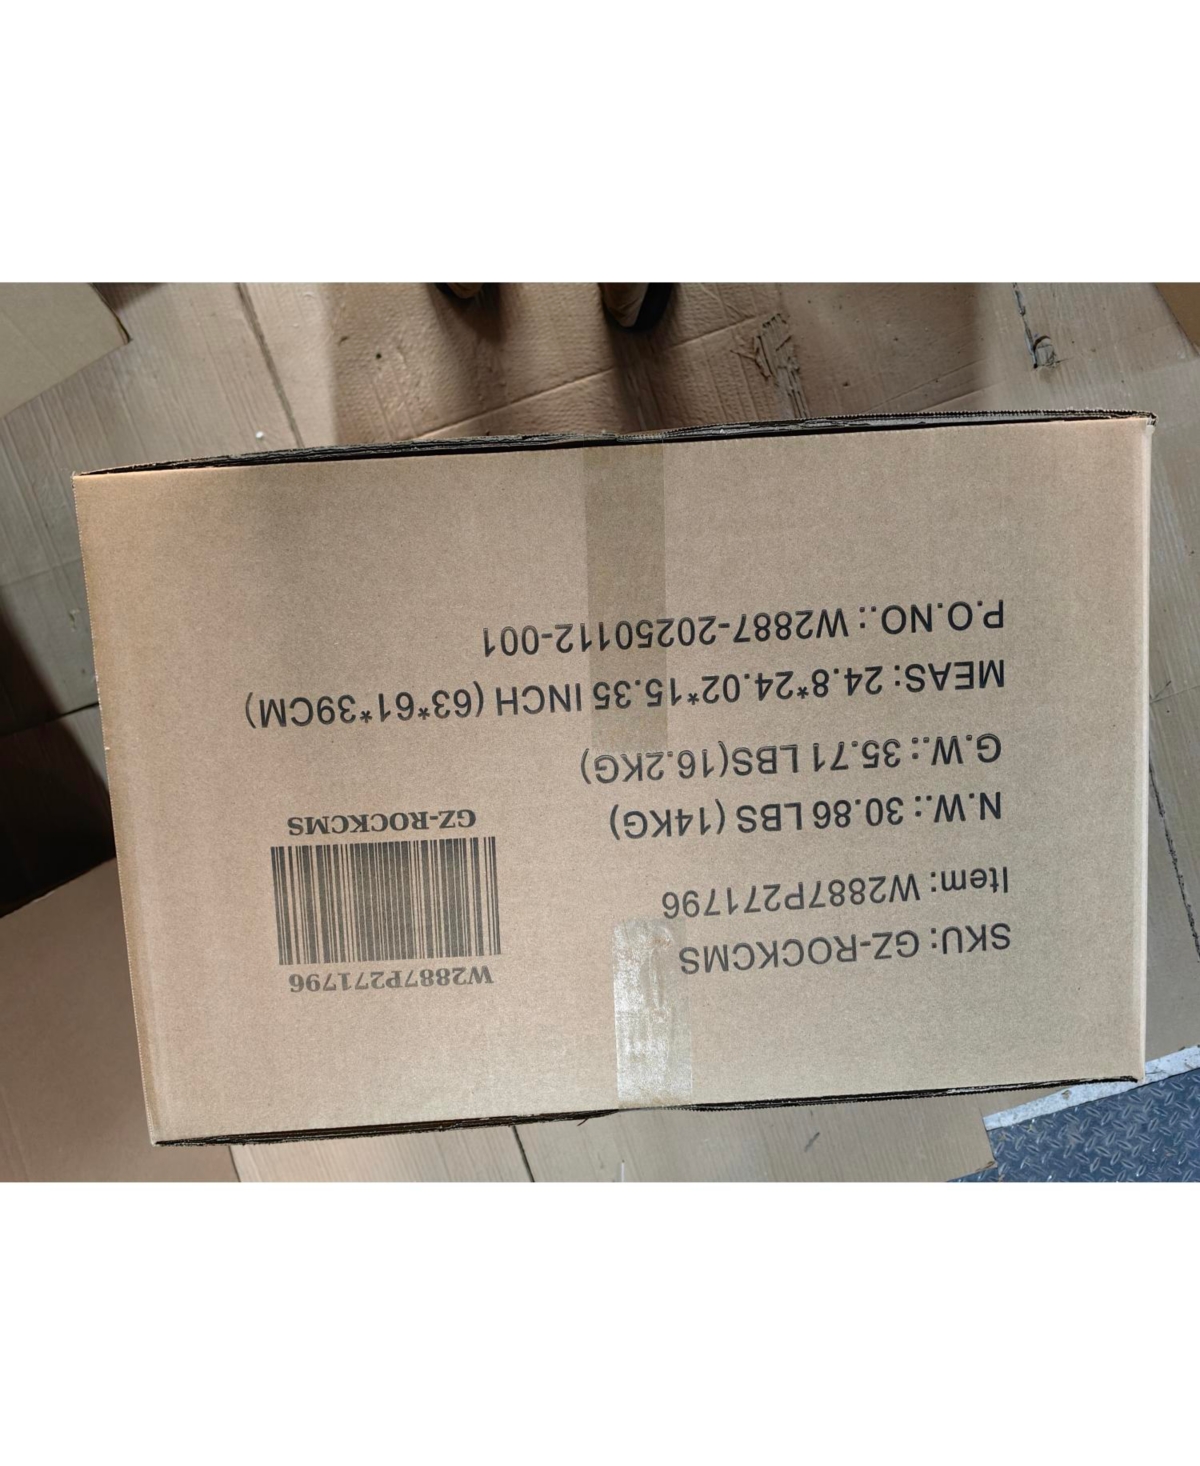 SKU: GZ-ROCKCMS
Item: W2887P271796
N.W.: 30.86 LBS (14KG)
G.W.: 35.71 LBS(16.2KG)
MEAS: 24.8*24.02*15.35 INCH (63*61*39CM)
P.O.NO.: W2887-20250112-001
W2887P271796
GZ-ROCKCMS